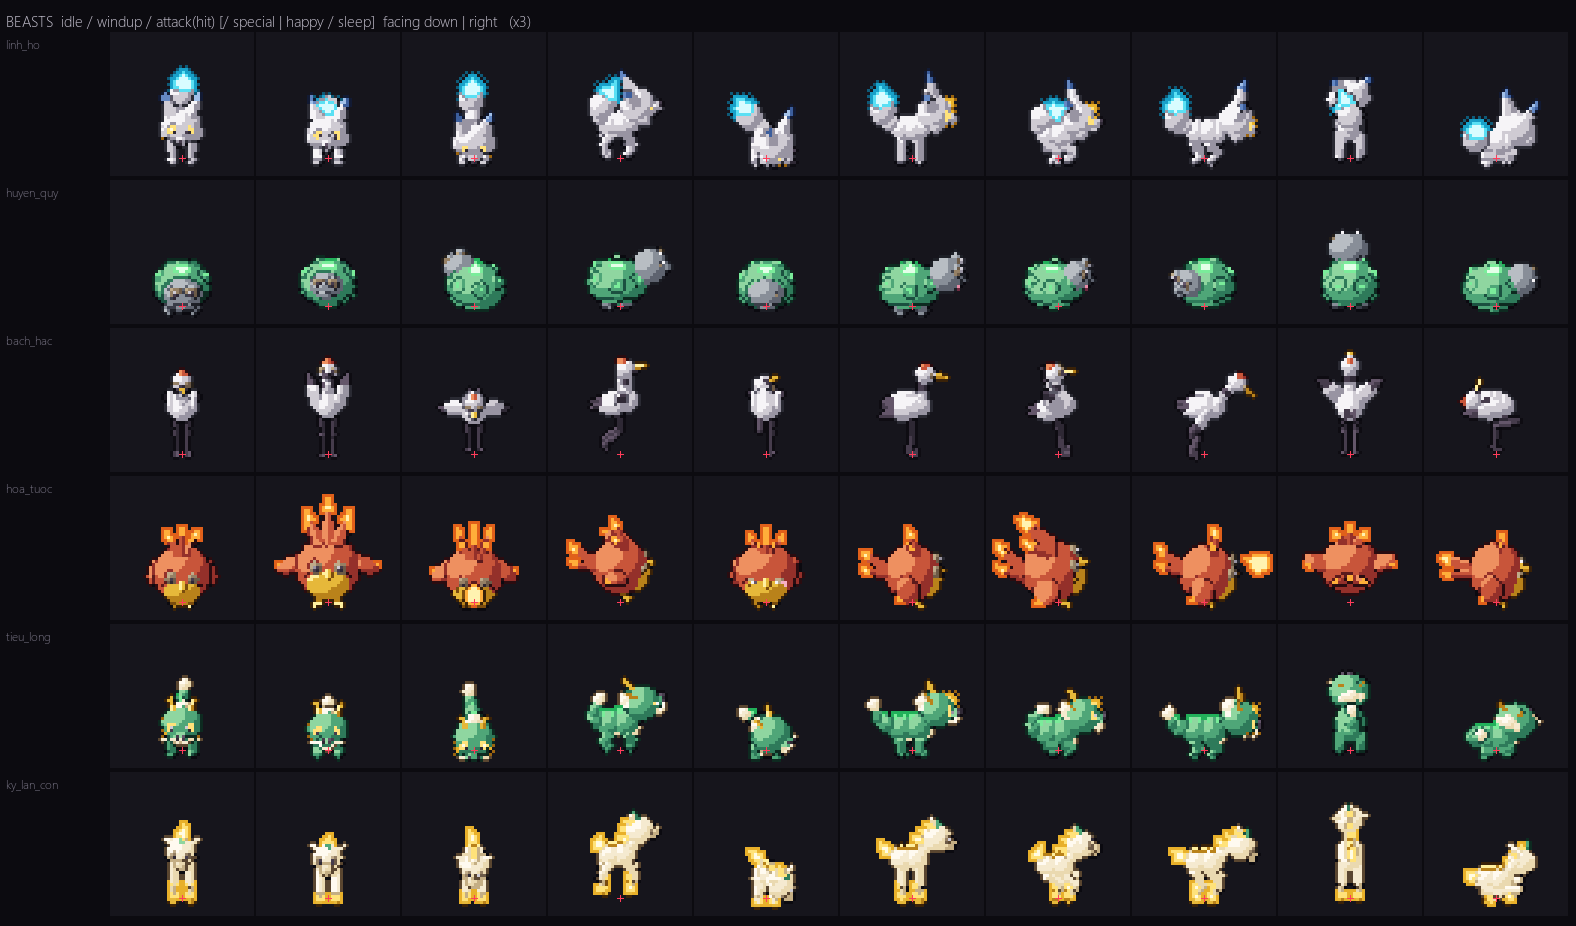 BEASTS idle / windup / attack(hit) [/ special | happy / sleep] facing down | right (x3)
linh_ho
huyen_quy
bach_hac
hoa_tuoc
tieu_long
ky_lan_con